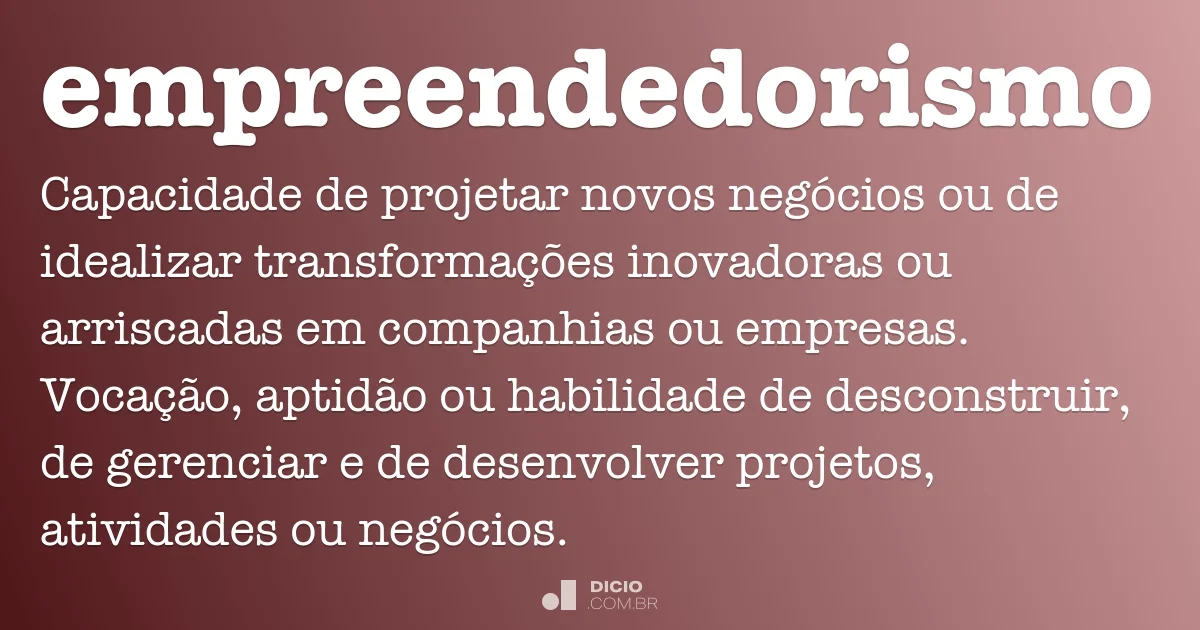 empreendedorismo
Capacidade de projetar novos negócios ou de
idealizar transformações inovadoras ou
arriscadas em companhias ou empresas.
Vocação, aptidão ou habilidade de desconstruir,
de gerenciar e de desenvolver projetos,
atividades ou negócios.
DICIO
.COM.BR